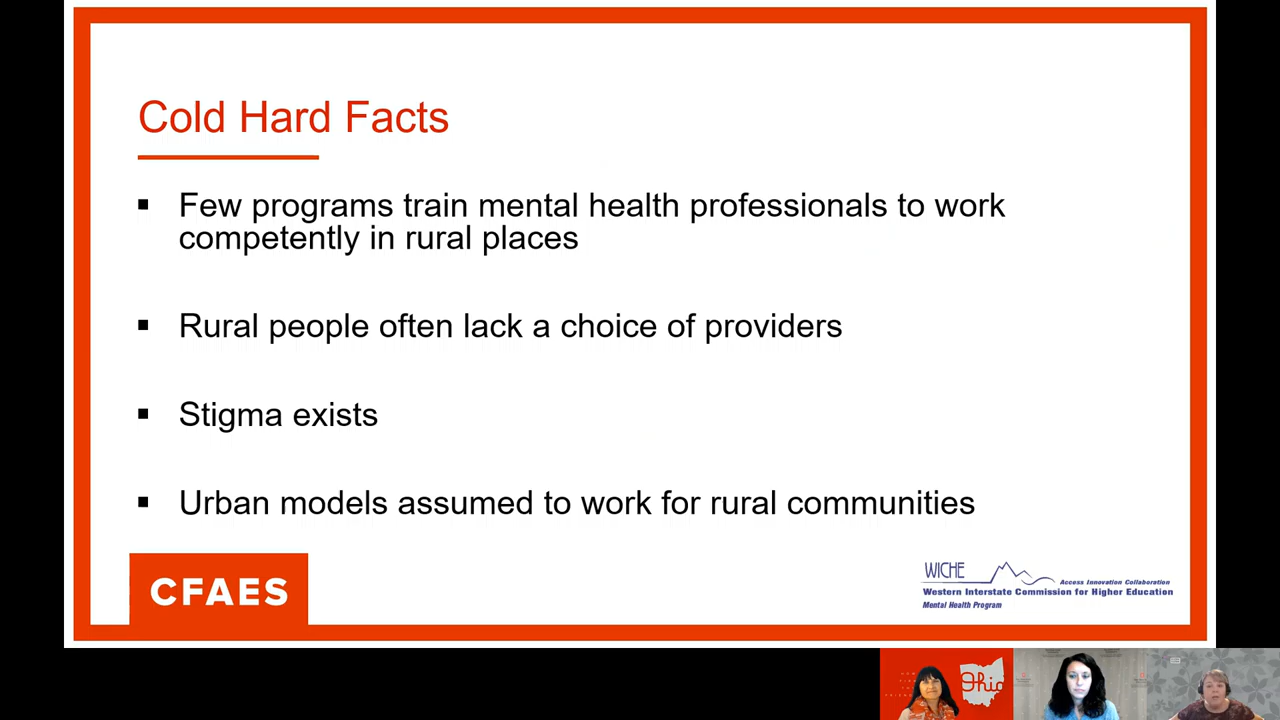 Cold Hard Facts
▪ Few programs train mental health professionals to work
competently in rural places
▪ Rural people often lack a choice of providers
▪ Stigma exists
▪ Urban models assumed to work for rural communities
CFAES
WICHE
Access Innovation Collaboration
Western Interstate Commission for Higher Education
Mental Health Program
Ohio